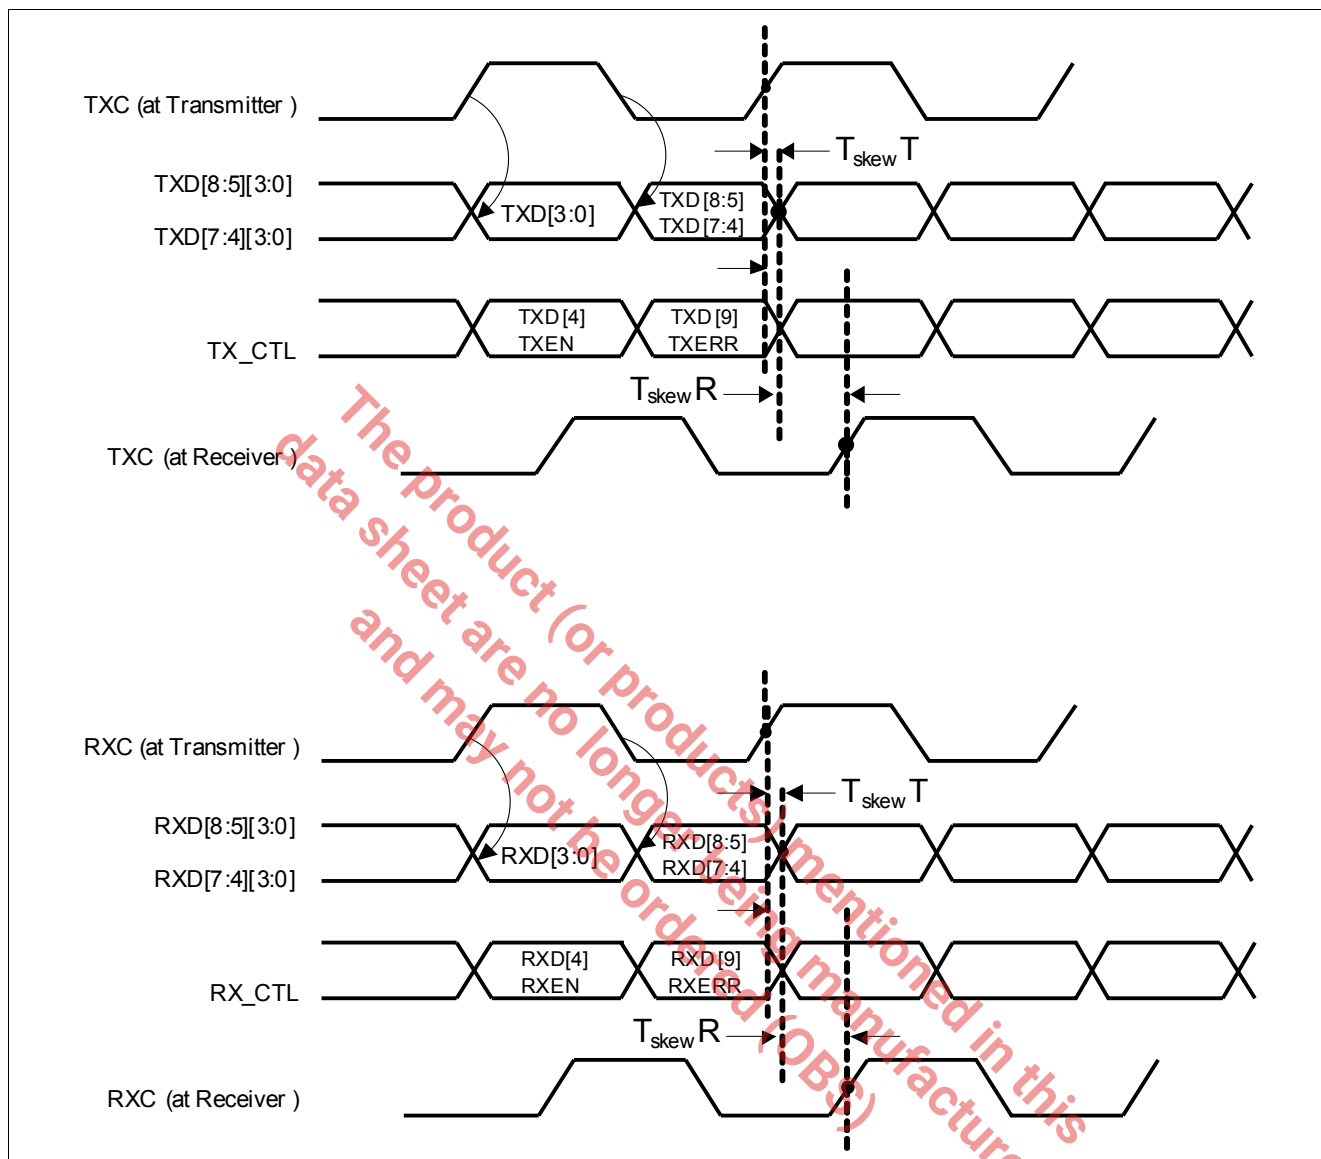 TXC (at Transmitter )
TskewT
TXD[8:5][3:0]
TXD[3:0]
TXD[8:5]
TXD[7:4]
TXD[7:4][3:0]
TXD[4]
TXEN
TXD[9]
TXERR
TX_CTL
TskewR
TXC (at Receiver )
The product (or products) mentioned in this
data sheet are no longer being manufacture
and may not be ordered (OBS)
RXC (at Transmitter )
TskewT
RXD[8:5][3:0]
RXD[3:0]
RXD[8:5]
RXD[7:4]
RXD[7:4][3:0]
RXD[4]
RXEN
RXD[9]
RXERR
RX_CTL
TskewR
RXC (at Receiver )